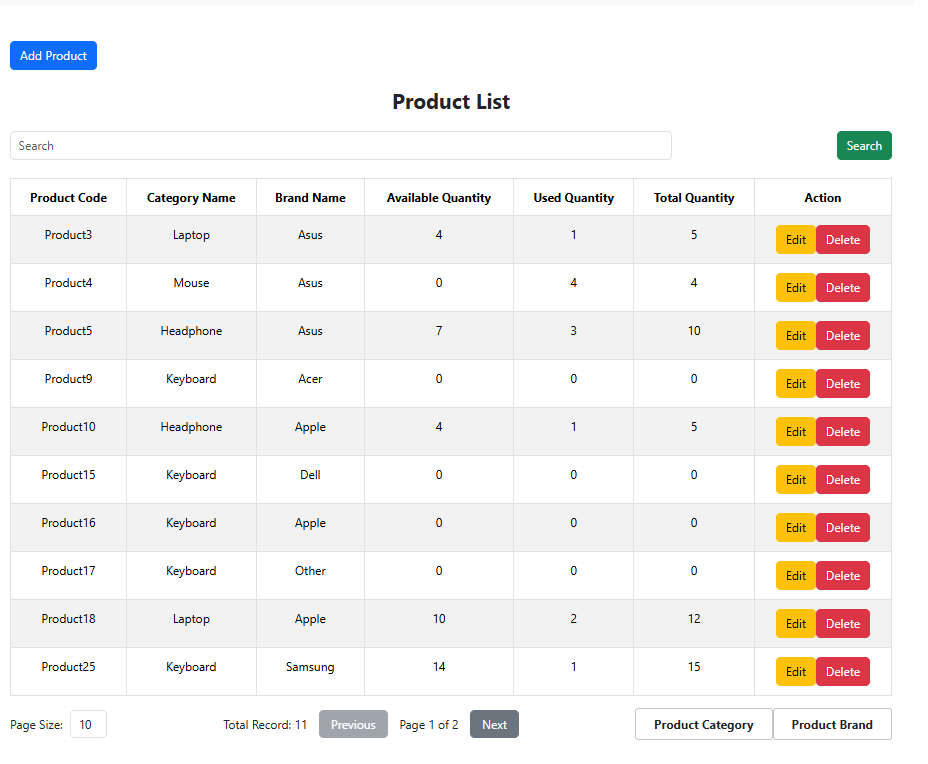 Add Product
Product List
Search Search
Product Code Category Name Brand Name Available Quantity Used Quantity Total Quantity Action
Product3 Laptop Asus 4 1 5 Edit Delete
Product4 Mouse Asus 0 4 4 Edit Delete
Product5 Headphone Asus 7 3 10 Edit Delete
Product9 Keyboard Acer 0 0 0 Edit Delete
Product10 Headphone Apple 4 1 5 Edit Delete
Product15 Keyboard Dell 0 0 0 Edit Delete
Product16 Keyboard Apple 0 0 0 Edit Delete
Product17 Keyboard Other 0 0 0 Edit Delete
Product18 Laptop Apple 10 2 12 Edit Delete
Product25 Keyboard Samsung 14 1 15 Edit Delete
Page Size: 10 Total Record: 11 Previous Page 1 of 2 Next Product Category Product Brand